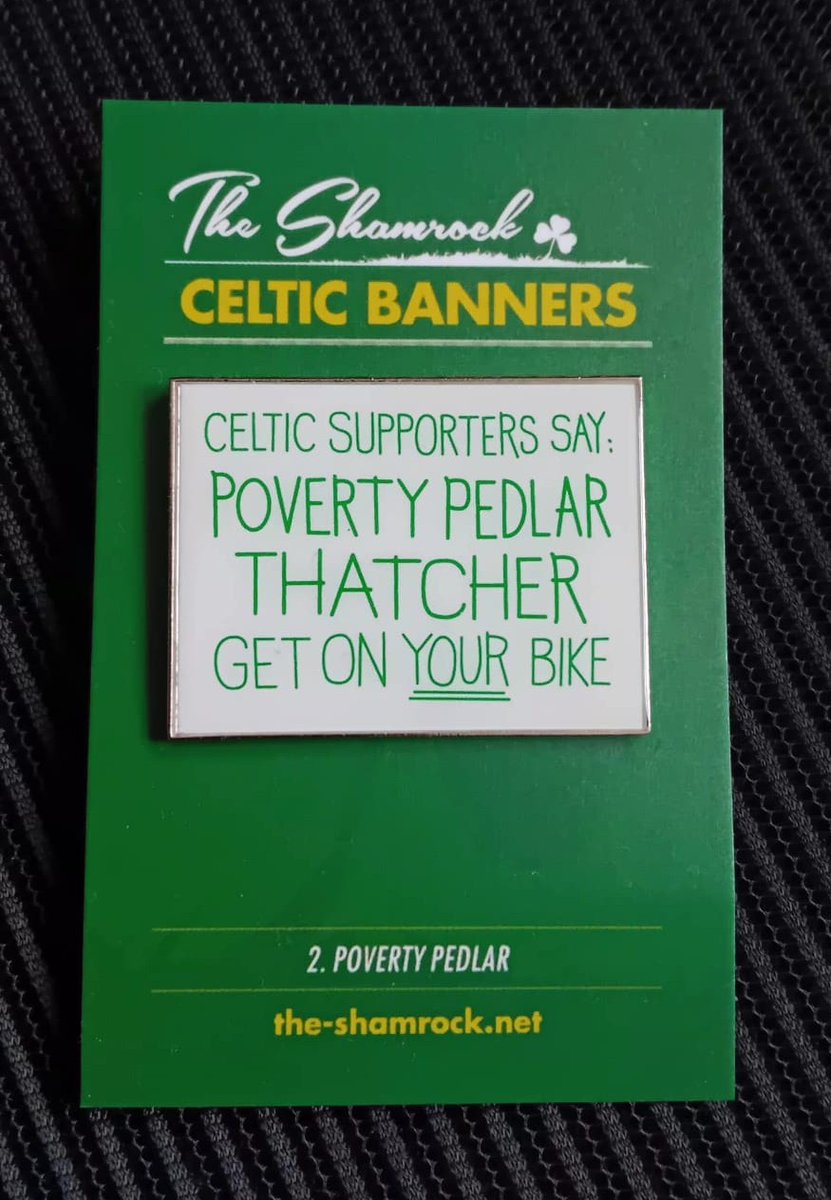 The Shamrock
CELTIC BANNERS
CELTIC SUPPORTERS SAY:
POVERTY PEDLAR
THATCHER
GET ON YOUR BIKE
2. POVERTY PEDLAR
the-shamrock.net